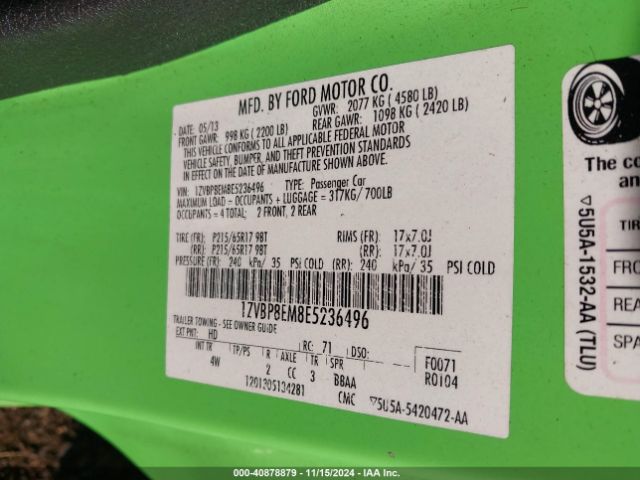 MFD. BY FORD MOTOR CO.
DATE: 05/13
GVWR: 2077 KG (4580 LB)
FRONT GAWR: 998 KG (2200 LB)
REAR GAWR: 1098 KG (2420 LB)
THIS VEHICLE CONFORMS TO ALL APPLICABLE FEDERAL MOTOR
VEHICLE SAFETY, BUMPER, AND THEFT PREVENTION STANDARDS
IN EFFECT ON THE DATE OF MANUFACTURE SHOWN ABOVE
VIN: 1ZVBP8EM8E5236496 TYPE: Passenger Car
MAXIMUM LOAD - OCCUPANTS + LUGGAGE = 317KG/700LB
OCCUPANTS = 4 TOTAL: 2 FRONT, 2 REAR
TIRE (FR): P215/65R17 98T RIMS (FR): 17x7.0J
(RR): P215/65R17 98T (RR): 17x7.0J
PRESSURE (FR): 240 kPa/ 35 PSI COLD (RR): 240 kPa/ 35 PSI COLD
1ZVBP8EM8E5236496
TRAILER TOWING - SEE OWNER GUIDE
EXT PNT: HD RC: 71 DSO:
INT TR TP/PS R AXLE TR SPR
4W 2 CC 3 B8AA
F0071
R0104
CMC
▽5U5A-5420472-AA
▽5U5A-1532-AA (TLU)
The co
an
TIR
FRO
REA
SPA
000-40878879 - 11/15/2024 - IAA Inc.